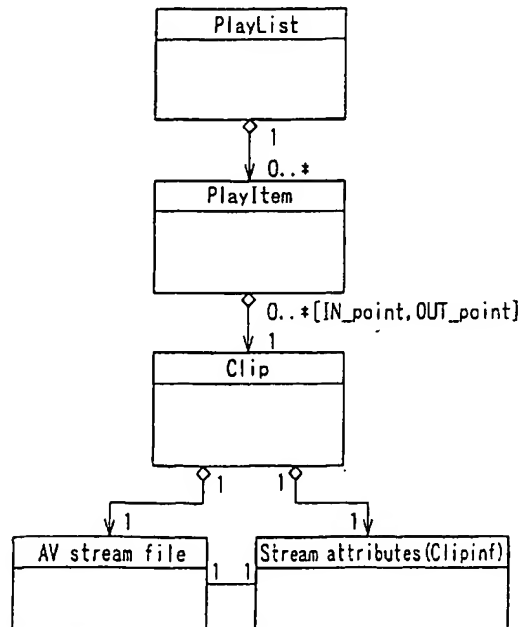 PlayList
1
0..*
PlayItem
0..*[IN_point,OUT_point]
1
Clip
1 1
1 1
AV stream file Stream attributes(Clipinf)
1 1